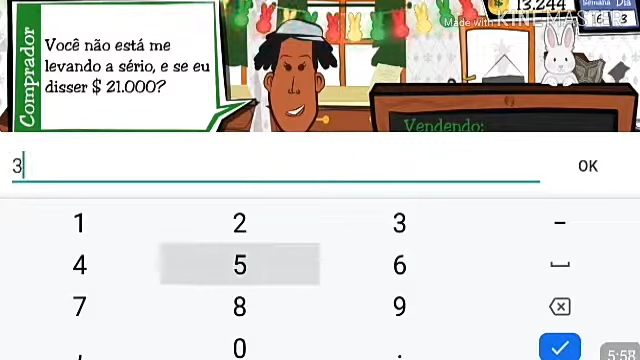 $ 13.244
Semana Dia
6 3
Made with KINEMASTER
Comprador
Você não está me
levando a sério, e se eu
disser $ 21.000?
Vendendo:
3
OK
1 2 3 -
4 5 6
7 8 9
, 0 .
5:58